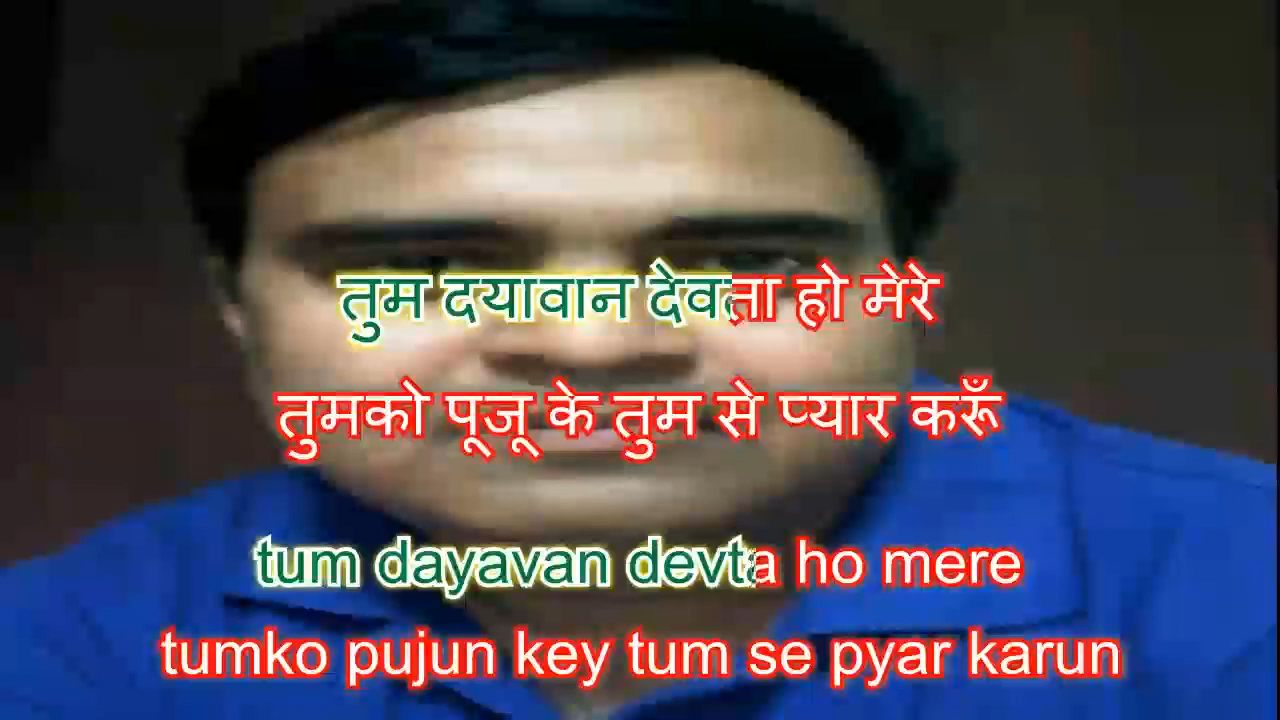 तुम दयावान देवता हो मेरे
तुमको पूजू के तुम से प्यार करूँ
tum dayavan devta ho mere
tumko pujun key tum se pyar karun